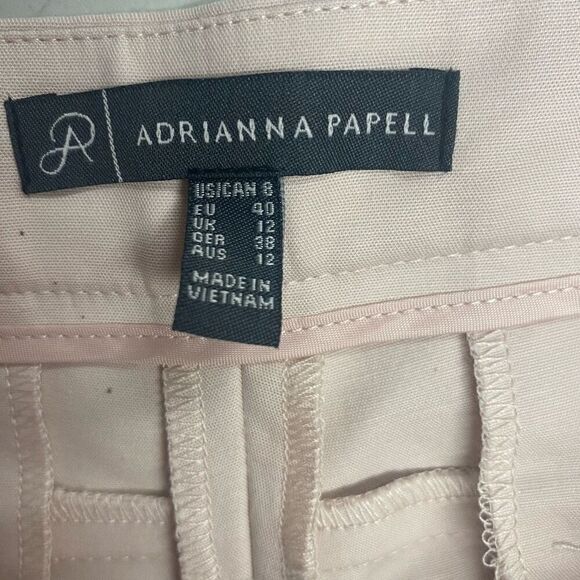 ADRIANNA PAPELL
US|CAN 8
EU 40
UK 12
GER 38
AUS 12
MADE IN
VIETNAM